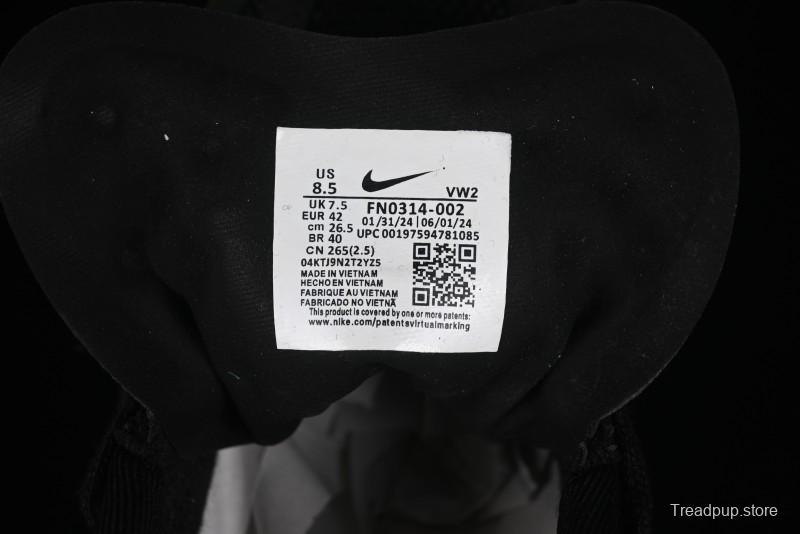 US
8.5
VW2
UK 7.5
EUR 42
cm 26.5
BR 40
CN 265(2.5)
FN0314-002
01/31/24 | 06/01/24
UPC 00197594781085
04KTJ9N2T2YZ5
MADE IN VIETNAM
HECHO EN VIETNAM
FABRIQUE AU VIETNAM
FABRICADO NO VIETNÃ
This product is covered by one or more patents:
www.nike.com/patentsvirtualmarking
Treadpup.store